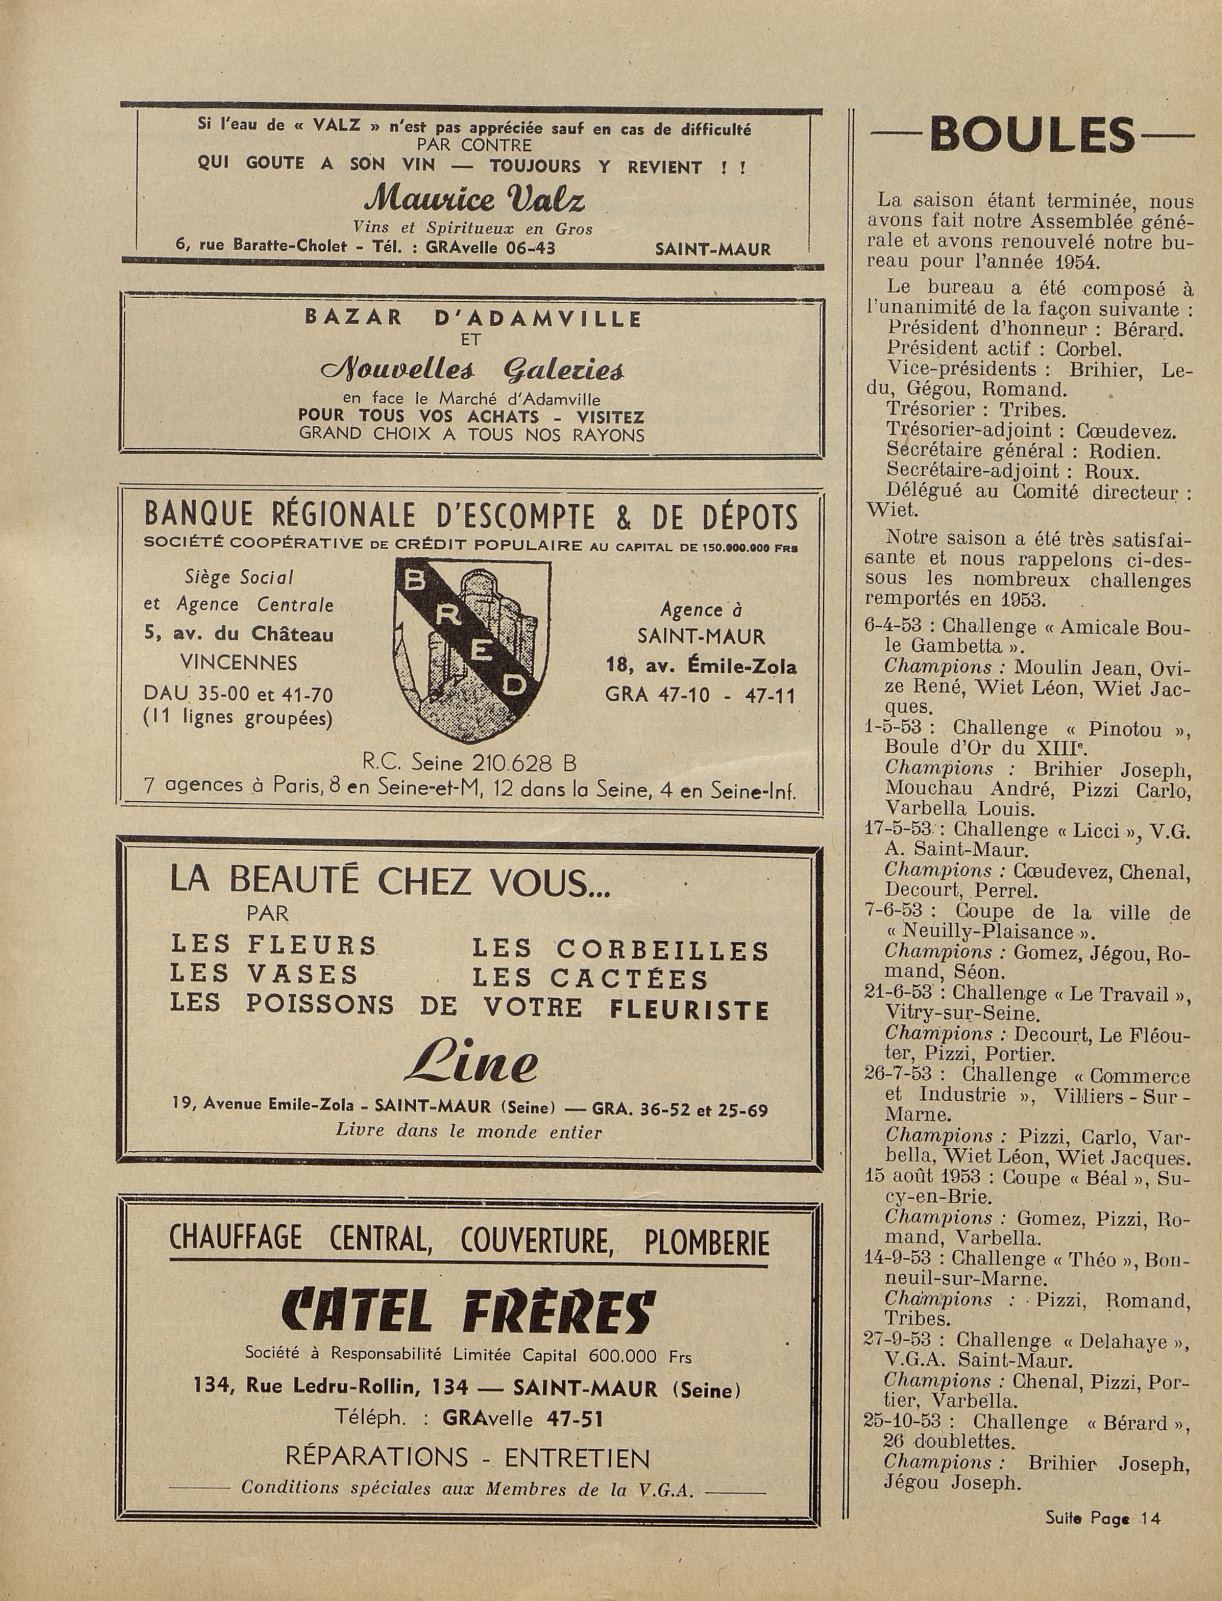 Si l'eau de « VALZ » n'est pas appréciée sauf en cas de difficulté
PAR CONTRE
QUI GOUTE A SON VIN — TOUJOURS Y REVIENT ! !
Maurice Valz
Vins et Spiritueux en Gros
6, rue Baratte-Cholet - Tél. : GRAvelle 06-43 SAINT-MAUR
BAZAR D'ADAMVILLE
ET
Nouvelles Galeries
en face le Marché d'Adamville
POUR TOUS VOS ACHATS - VISITEZ
GRAND CHOIX A TOUS NOS RAYONS
BANQUE RÉGIONALE D'ESCOMPTE & DE DÉPOTS
SOCIÉTÉ COOPÉRATIVE DE CRÉDIT POPULAIRE AU CAPITAL DE 150.000.000 FRS
Siège Social
et Agence Centrale
5, av. du Château
VINCENNES
DAU 35-00 et 41-70
(11 lignes groupées)
BRED
Agence à
SAINT-MAUR
18, av. Émile-Zola
GRA 47-10 - 47-11
R.C. Seine 210.628 B
7 agences à Paris, 8 en Seine-et-M, 12 dans la Seine, 4 en Seine-Inf.
LA BEAUTÉ CHEZ VOUS...
PAR
LES FLEURS LES CORBEILLES
LES VASES LES CACTÉES
LES POISSONS DE VOTRE FLEURISTE
Line
19, Avenue Emile-Zola - SAINT-MAUR (Seine) — GRA. 36-52 et 25-69
Livre dans le monde entier
CHAUFFAGE CENTRAL, COUVERTURE, PLOMBERIE
CATEL FRÈRES
Société à Responsabilité Limitée Capital 600.000 Frs
134, Rue Ledru-Rollin, 134 — SAINT-MAUR (Seine)
Téléph. : GRAvelle 47-51
RÉPARATIONS - ENTRETIEN
Conditions spéciales aux Membres de la V.G.A.
— BOULES —
La saison étant terminée, nous
avons fait notre Assemblée géné-
rale et avons renouvelé notre bu-
reau pour l'année 1954.
Le bureau a été composé à
l'unanimité de la façon suivante :
Président d'honneur : Bérard.
Président actif : Corbel.
Vice-présidents : Brihier, Le-
du, Gégou, Romand.
Trésorier : Tribes.
Trésorier-adjoint : Cœudevez.
Secrétaire général : Rodien.
Secrétaire-adjoint : Roux.
Délégué au Comité directeur :
Wiet.
Notre saison a été très satisfai-
sante et nous rappelons ci-des-
sous les nombreux challenges
remportés en 1953.
6-4-53 : Challenge « Amicale Bou-
le Gambetta ».
Champions : Moulin Jean, Ovi-
ze René, Wiet Léon, Wiet Jac-
ques.
1-5-53 : Challenge « Pinotou »,
Boule d'Or du XIIIe.
Champions : Brihier Joseph,
Mouchau André, Pizzi Carlo,
Varbella Louis.
17-5-53 : Challenge « Licci », V.G.
A. Saint-Maur.
Champions : Cœudevez, Chenal,
Decourt, Perrel.
7-6-53 : Coupe de la ville de
« Neuilly-Plaisance ».
Champions : Gomez, Jégou, Ro-
mand, Séon.
21-6-53 : Challenge « Le Travail »,
Vitry-sur-Seine.
Champions : Decourt, Le Fléou-
ter, Pizzi, Portier.
26-7-53 : Challenge « Commerce
et Industrie », Villiers - Sur -
Marne.
Champions : Pizzi, Carlo, Var-
bella, Wiet Léon, Wiet Jacques.
15 août 1953 : Coupe « Béal », Su-
cy-en-Brie.
Champions : Gomez, Pizzi, Ro-
mand, Varbella.
14-9-53 : Challenge « Théo », Bon-
neuil-sur-Marne.
Champions : Pizzi, Romand,
Tribes.
27-9-53 : Challenge « Delahaye »,
V.G.A. Saint-Maur.
Champions : Chenal, Pizzi, Por-
tier, Varbella.
25-10-53 : Challenge « Bérard »,
26 doublettes.
Champions : Brihier Joseph,
Jégou Joseph.
Suite Page 14